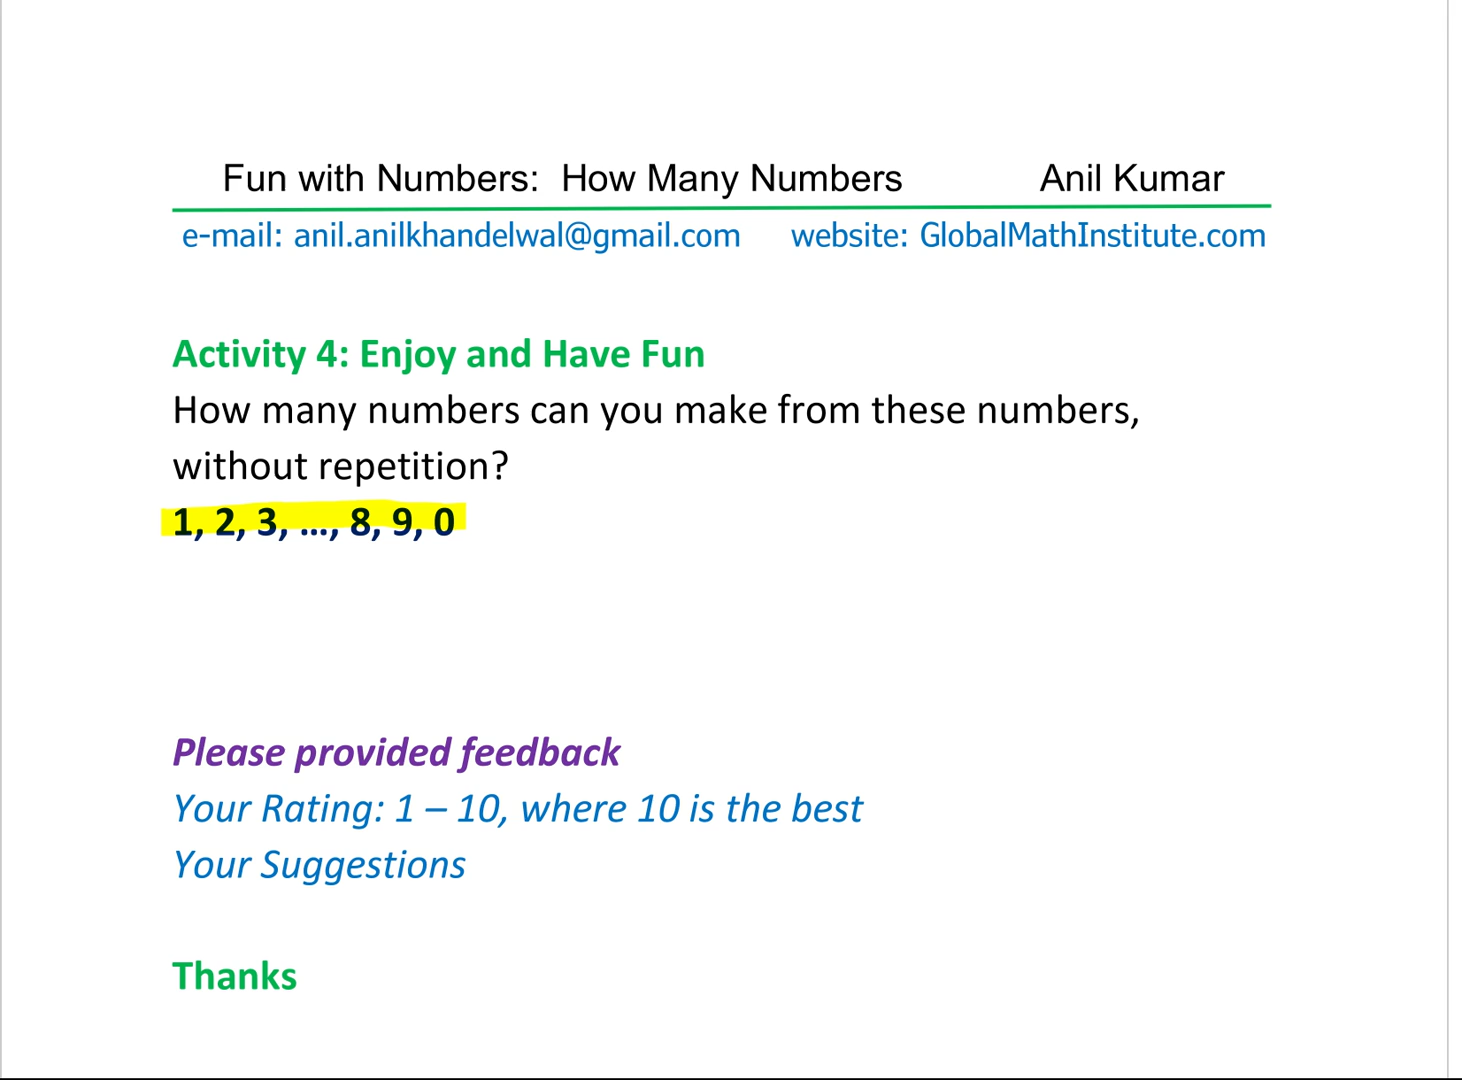 Fun with Numbers: How Many Numbers Anil Kumar
e-mail: anil.anilkhandelwal@gmail.com website: GlobalMathInstitute.com
Activity 4: Enjoy and Have Fun
How many numbers can you make from these numbers,
without repetition?
1, 2, 3, ..., 8, 9, 0
Please provided feedback
Your Rating: 1 – 10, where 10 is the best
Your Suggestions
Thanks